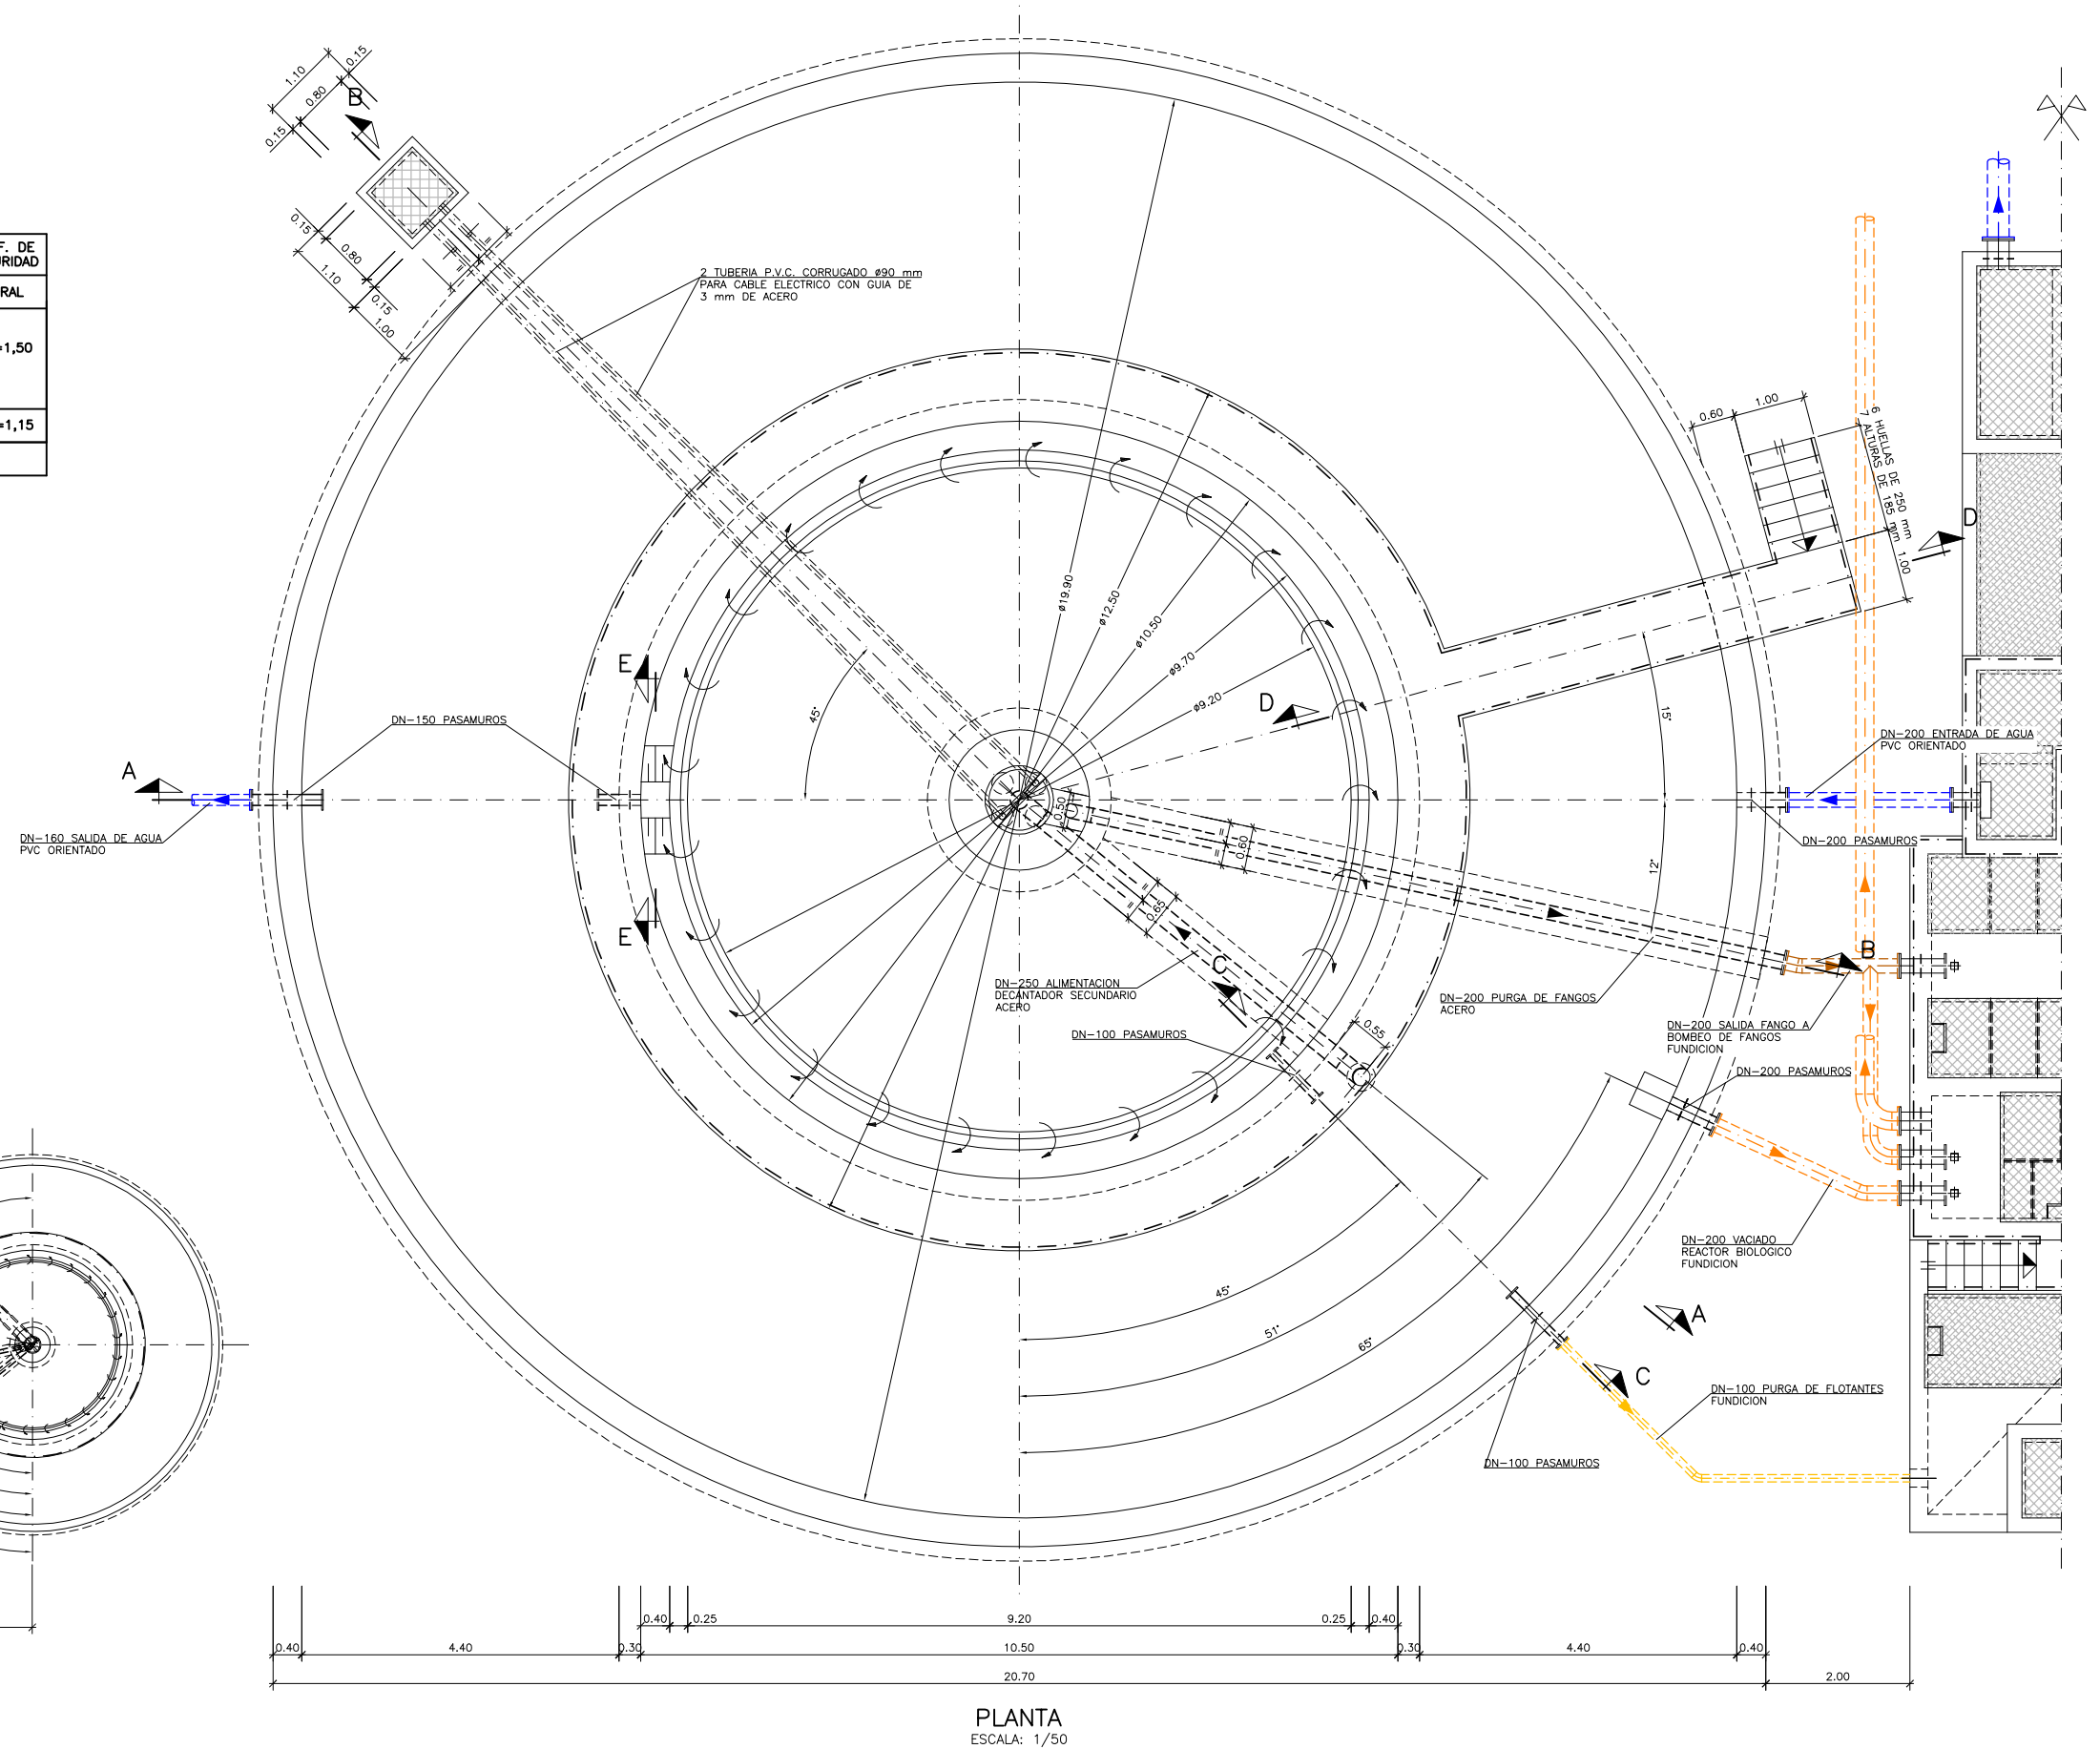 1.10
0.15
0.80
0.15
B
0.15
0.80
1.10
0.15
1.00
F. DE
RAL
=1,50
=1,15
2 TUBERIA P.V.C. CORRUGADO ø90 mm
PARA CABLE ELECTRICO CON GUIA DE
3 mm DE ACERO
0.60
1.00
6 HUELLAS DE 250 mm
7 ALTURAS DE 185 mm
1.00
D
ø19.90
ø12.50
ø10.50
ø9.70
ø9.20
45°
E
D
15°
DN-150 PASAMUROS
DN-200 ENTRADA DE AGUA
PVC ORIENTADO
A
DN-160 SALIDA DE AGUA
PVC ORIENTADO
DN-200 PASAMUROS
0.50
0.60
=
=
12°
0.65
=
=
E
C
B
DN-250 ALIMENTACION
DECANTADOR SECUNDARIO
ACERO
DN-200 PURGA DE FANGOS
ACERO
DN-100 PASAMUROS
0.55
C
DN-200 SALIDA FANGO A
BOMBEO DE FANGOS
FUNDICION
DN-200 PASAMUROS
DN-200 VACIADO
REACTOR BIOLOGICO
FUNDICION
45°
51°
65°
A
C
DN-100 PURGA DE FLOTANTES
FUNDICION
DN-100 PASAMUROS
0.40 0.25 9.20 0.25 0.40
0.40 4.40 0.30 10.50 0.30 4.40 0.40
20.70 2.00
PLANTA
ESCALA: 1/50